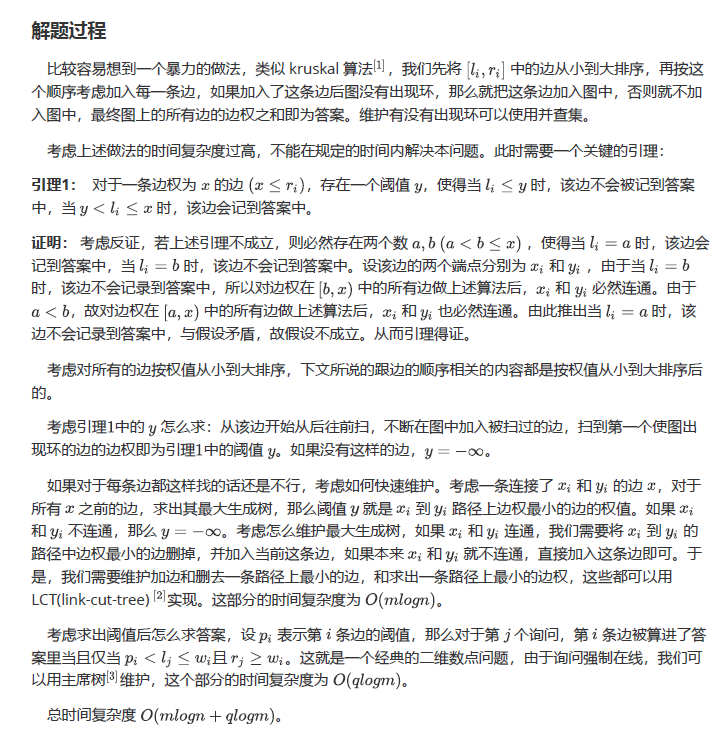 解题过程
比较容易想到一个暴力的做法，类似 kruskal 算法[1]，我们先将 [l_i, r_i] 中的边从小到大排序，再按这
个顺序考虑加入每一条边，如果加入了这条边后图没有出现环，那么就把这条边加入图中，否则就不加
入图中，最终图上的所有边的边权之和即为答案。维护有没有出现环可以使用并查集。
考虑上述做法的时间复杂度过高，不能在规定的时间内解决本问题。此时需要一个关键的引理：
引理1： 对于一条边权为 x 的边 (x ≤ r_i)，存在一个阈值 y，使得当 l_i ≤ y 时，该边不会被记到答案
中，当 y < l_i ≤ x 时，该边会记到答案中。
证明： 考虑反证，若上述引理不成立，则必然存在两个数 a, b (a < b ≤ x) ，使得当 l_i = a 时，该边会
记到答案中，当 l_i = b 时，该边不会记到答案中。设该边的两个端点分别为 x_i 和 y_i ，由于当 l_i = b
时，该边不会记录到答案中，所以对边权在 [b, x) 中的所有边做上述算法后，x_i 和 y_i 必然连通。由于
a < b，故对边权在 [a, x) 中的所有边做上述算法后，x_i 和 y_i 也必然连通。由此推出当 l_i = a 时，该
边不会记录到答案中，与假设矛盾，故假设不成立。从而引理得证。
考虑对所有的边按权值从小到大排序，下文所说的跟边的顺序相关的内容都是按权值从小到大排序后
的。
考虑引理1中的 y 怎么求：从该边开始从后往前扫，不断在图中加入被扫过的边，扫到第一个使图出
现环的边的边权即为引理1中的阈值 y。如果没有这样的边，y = −∞。
如果对于每条边都这样找的话还是不行，考虑如何快速维护。考虑一条连接了 x_i 和 y_i 的边 x，对于
所有 x 之前的边，求出其最大生成树，那么阈值 y 就是 x_i 到 y_i 路径上边权最小的边的权值。如果 x_i
和 y_i 不连通，那么 y = −∞。考虑怎么维护最大生成树，如果 x_i 和 y_i 连通，我们需要将 x_i 到 y_i 的
路径中边权最小的边删掉，并加入当前这条边，如果本来 x_i 和 y_i 就不连通，直接加入这条边即可。于
是，我们需要维护加边和删去一条路径上最小的边，和求出一条路径上最小的边权，这些都可以用
LCT(link-cut-tree) [2]实现。这部分的时间复杂度为 O(mlogn)。
考虑求出阈值后怎么求答案，设 p_i 表示第 i 条边的阈值，那么对于第 j 个询问，第 i 条边被算进了答
案里当且仅当 p_i < l_j ≤ w_i且 r_j ≥ w_i。这就是一个经典的二维数点问题，由于询问强制在线，我们可
以用主席树[3]维护，这个部分的时间复杂度为 O(qlogm)。
总时间复杂度 O(mlogn + qlogm)。